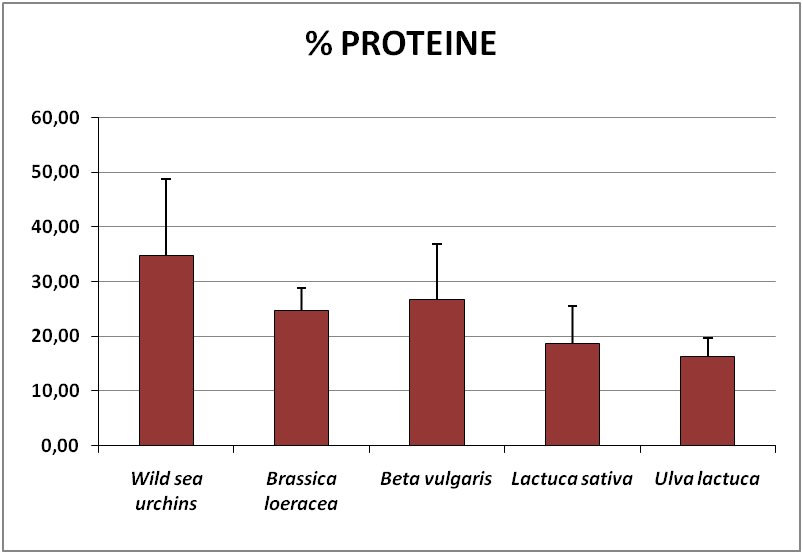 % PROTEINE
60,00
50,00
40,00
30,00
20,00
10,00
0,00
Wild sea
urchins
Brassica
loeracea
Beta vulgaris
Lactuca sativa
Ulva lactuca